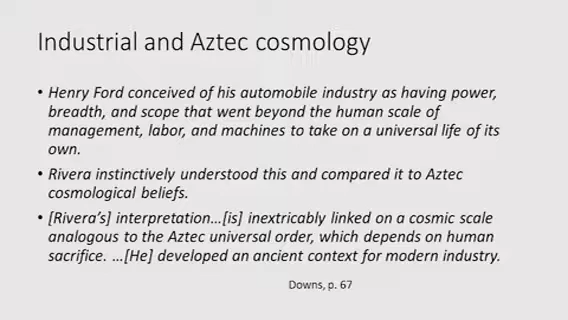 Industrial and Aztec cosmology
• Henry Ford conceived of his automobile industry as having power,
breadth, and scope that went beyond the human scale of
management, labor, and machines to take on a universal life of its
own.
• Rivera instinctively understood this and compared it to Aztec
cosmological beliefs.
• [Rivera’s] interpretation…[is] inextricably linked on a cosmic scale
analogous to the Aztec universal order, which depends on human
sacrifice. …[He] developed an ancient context for modern industry.
Downs, p. 67